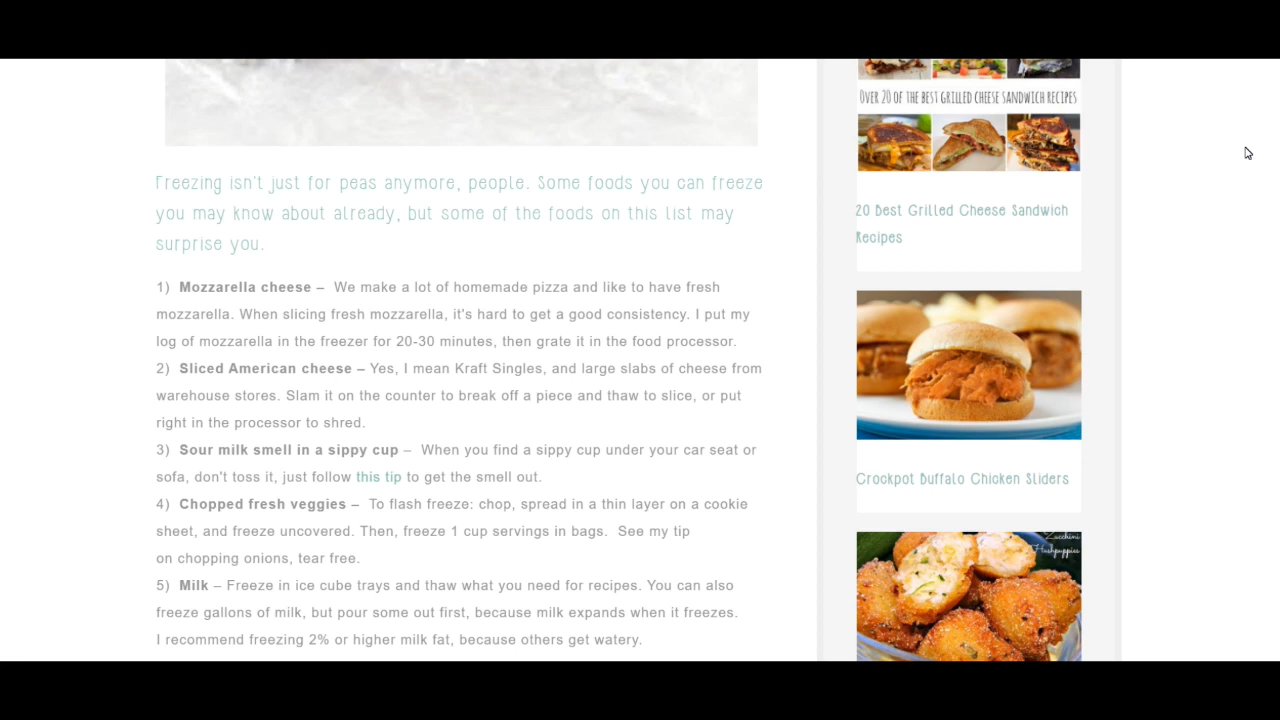 Freezing isn't just for peas anymore, people. Some foods you can freeze
you may know about already, but some of the foods on this list may
surprise you.
1) Mozzarella cheese – We make a lot of homemade pizza and like to have fresh
mozzarella. When slicing fresh mozzarella, it's hard to get a good consistency. I put my
log of mozzarella in the freezer for 20-30 minutes, then grate it in the food processor.
2) Sliced American cheese – Yes, I mean Kraft Singles, and large slabs of cheese from
warehouse stores. Slam it on the counter to break off a piece and thaw to slice, or put
right in the processor to shred.
3) Sour milk smell in a sippy cup – When you find a sippy cup under your car seat or
sofa, don't toss it, just follow this tip to get the smell out.
4) Chopped fresh veggies – To flash freeze: chop, spread in a thin layer on a cookie
sheet, and freeze uncovered. Then, freeze 1 cup servings in bags. See my tip
on chopping onions, tear free.
5) Milk – Freeze in ice cube trays and thaw what you need for recipes. You can also
freeze gallons of milk, but pour some out first, because milk expands when it freezes.
I recommend freezing 2% or higher milk fat, because others get watery.
OVER 20 OF THE BEST GRILLED CHEESE SANDWICH RECIPES
20 Best Grilled Cheese Sandwich
Recipes
Crockpot Buffalo Chicken Sliders
Zucchini
Hushpuppies